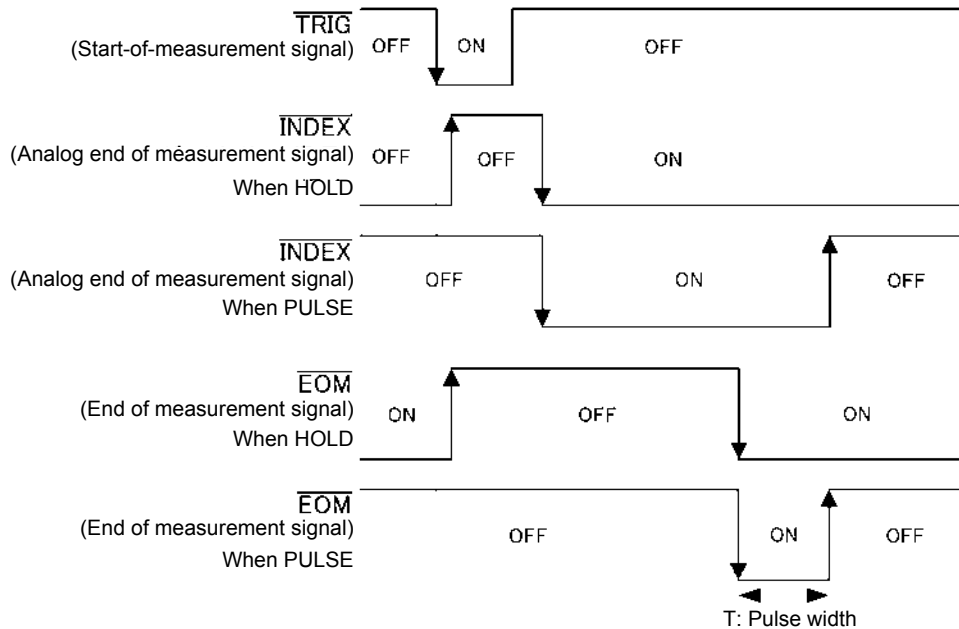 TRIG
(Start-of-measurement signal)
OFF ON OFF
INDEX
(Analog end of measurement signal)
When HOLD
OFF OFF ON
INDEX
(Analog end of measurement signal)
When PULSE
OFF ON OFF
EOM
(End of measurement signal)
When HOLD
ON OFF ON
EOM
(End of measurement signal)
When PULSE
OFF ON OFF
T: Pulse width